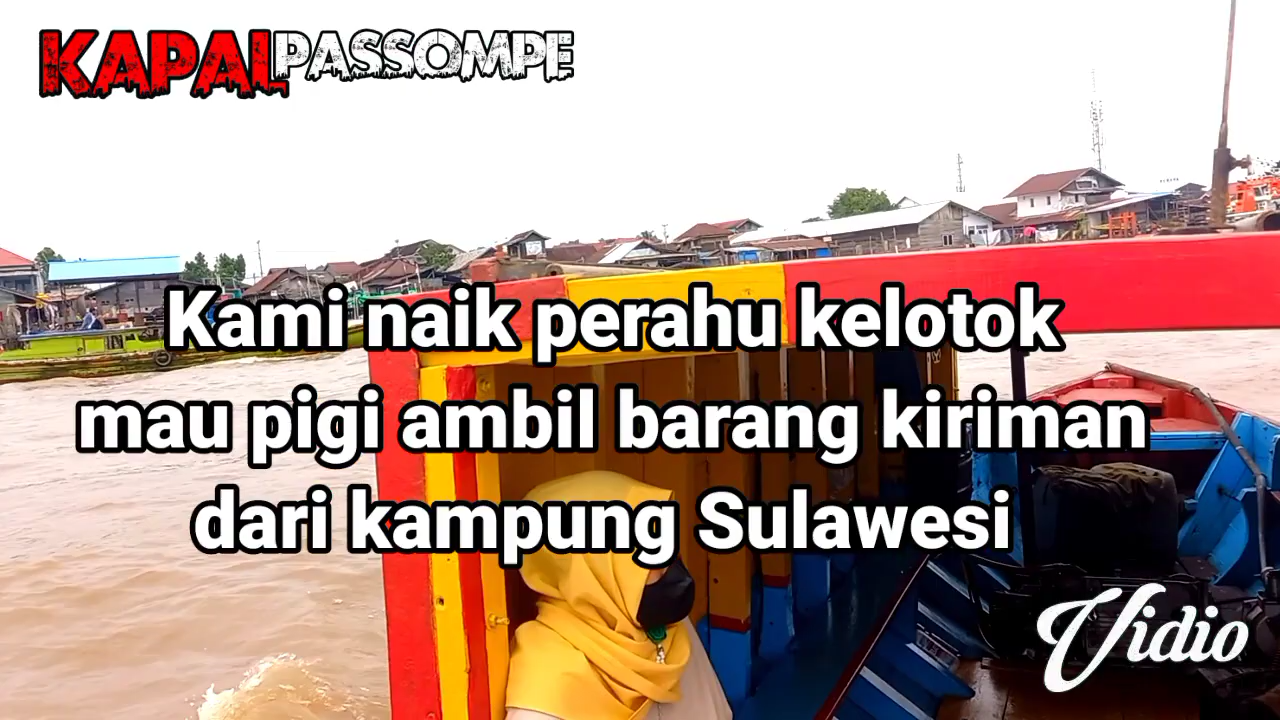 KAPAL PASSOMPE
Kami naik perahu kelotok
mau pigi ambil barang kiriman
dari kampung Sulawesi
Vidio